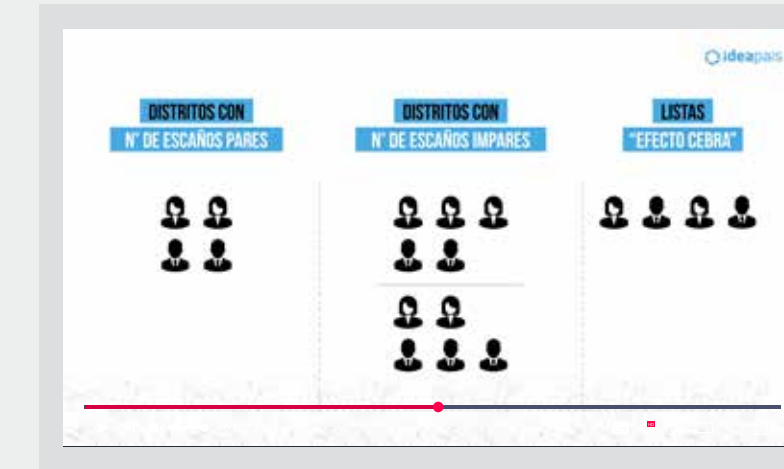 ideapaís
DISTRITOS CON
N° DE ESCAÑOS PARES
DISTRITOS CON
N° DE ESCAÑOS IMPARES
LISTAS
"EFECTO CEBRA"